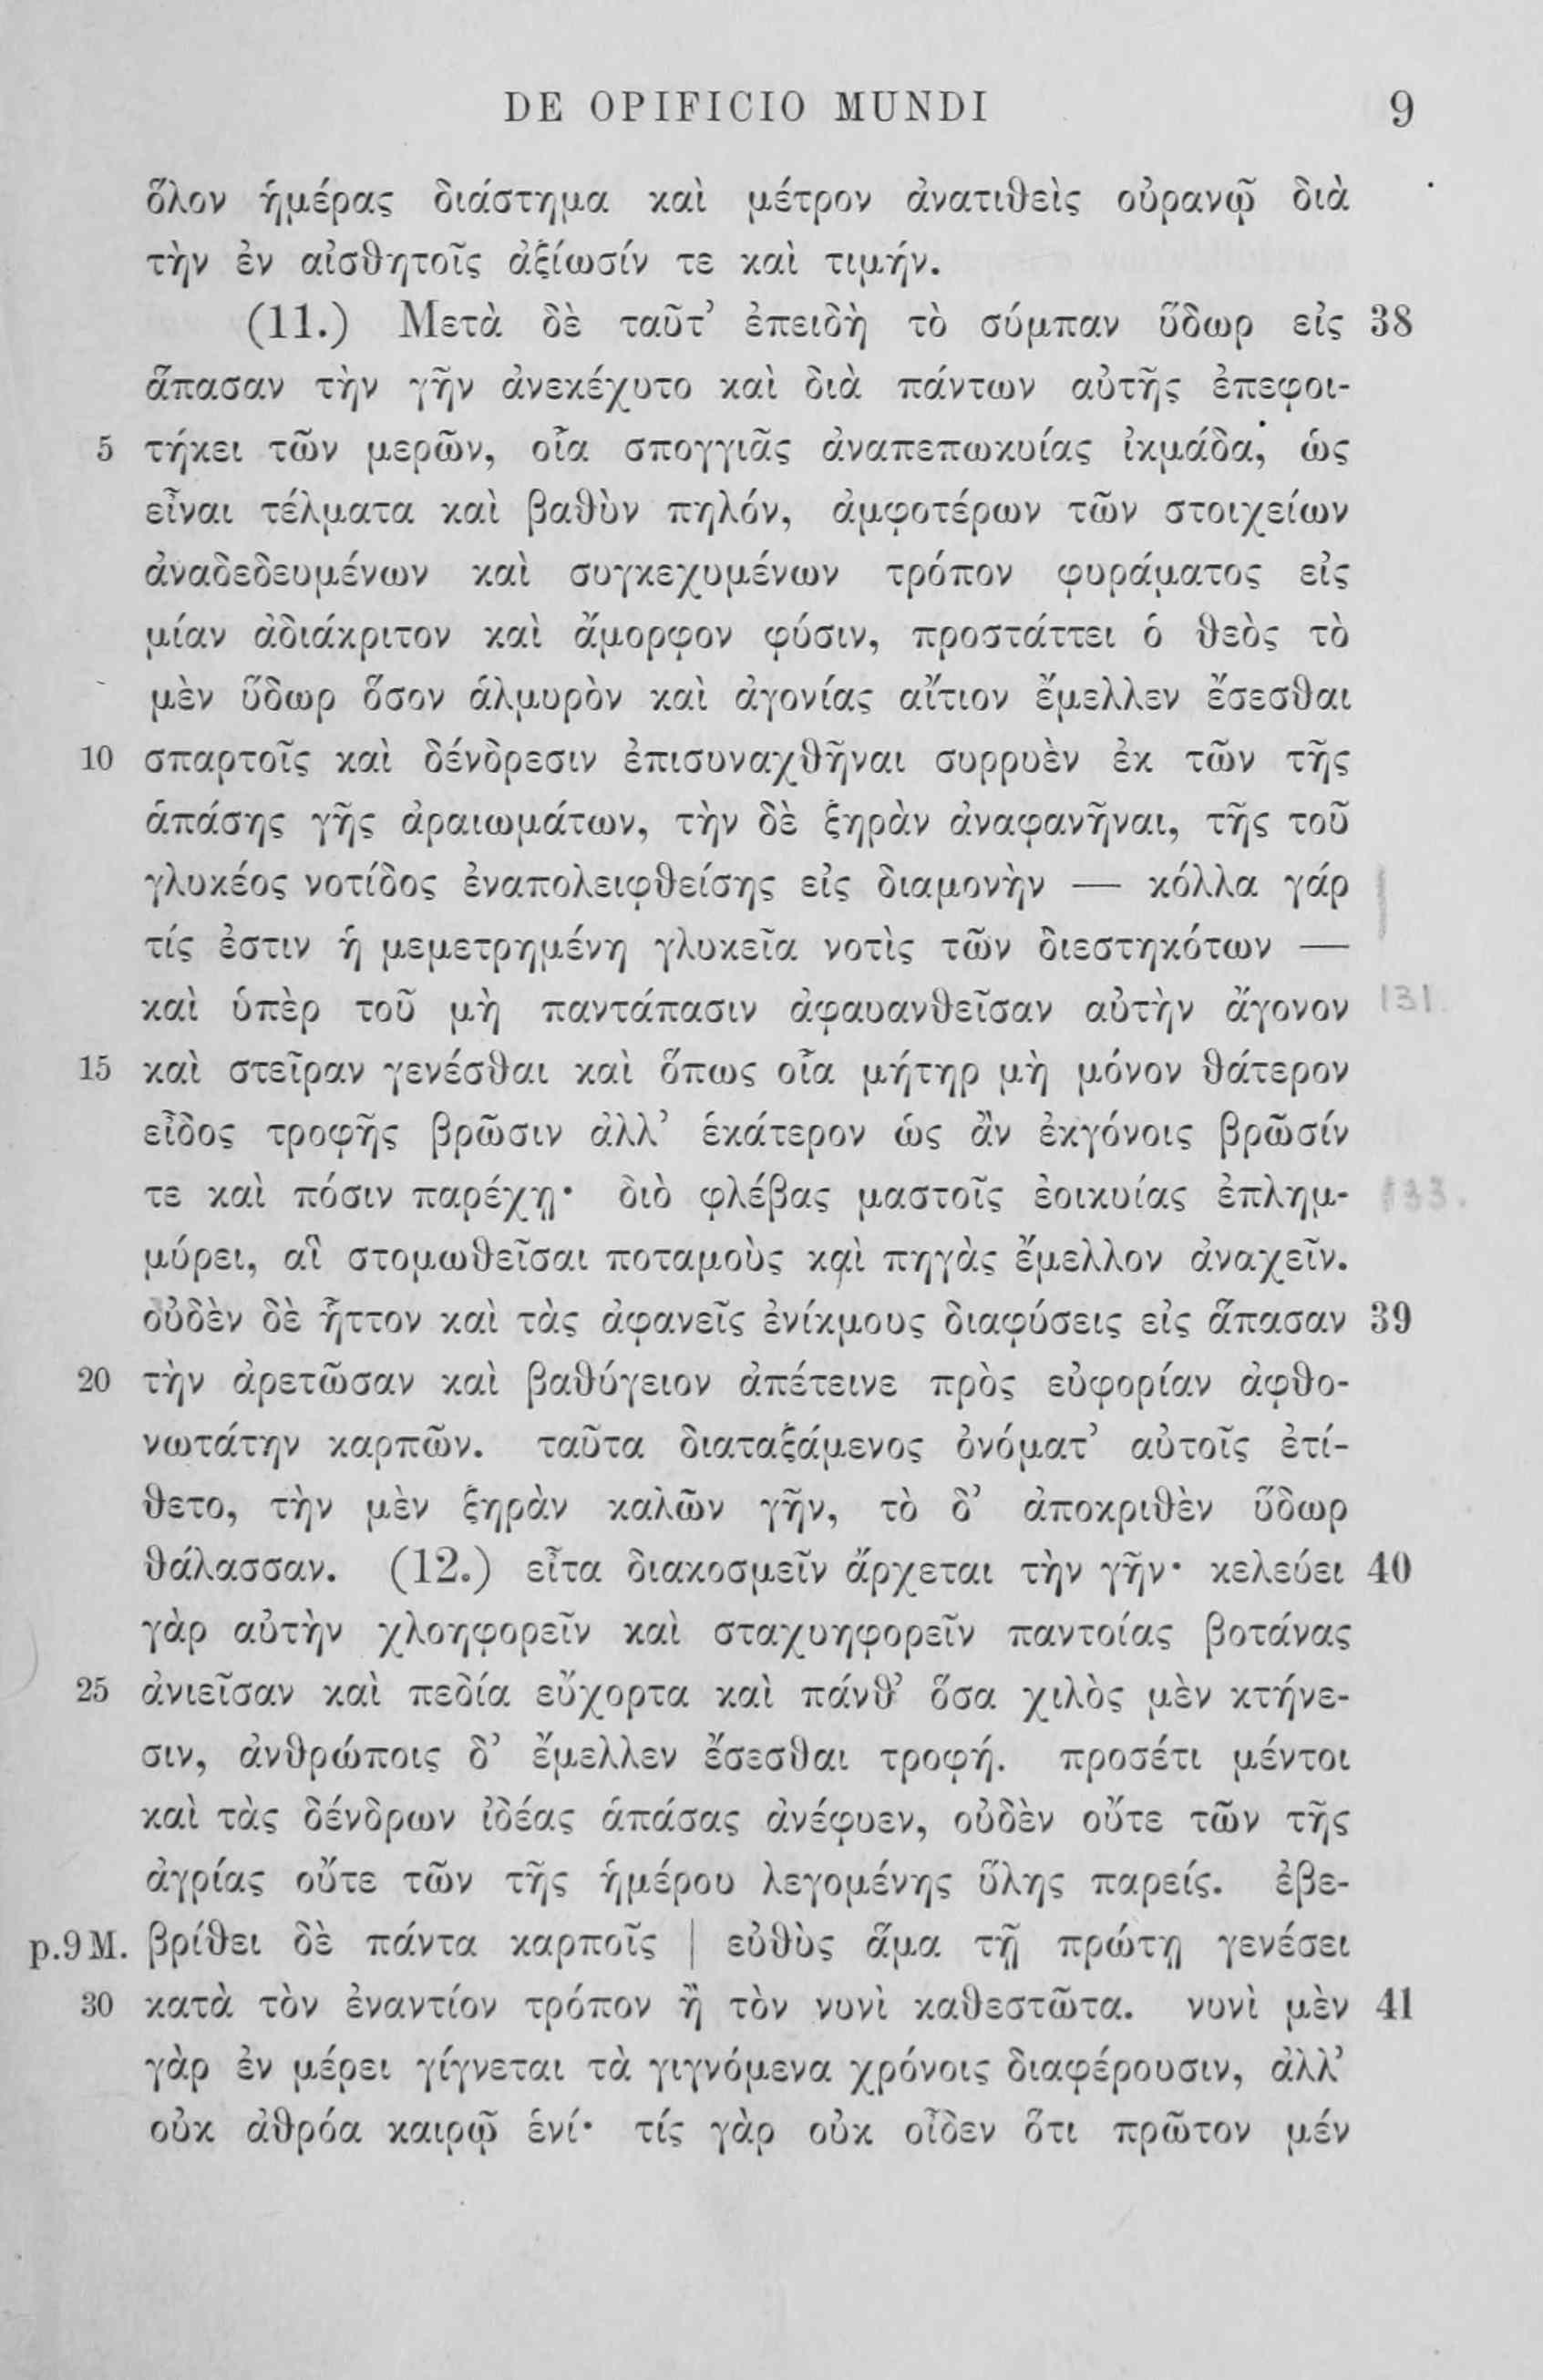 DE OPIFICIO MUNDI 9
ὅλον ἡμέρας διάστημα καὶ μέτρον ἀνατιθεὶς οὐρανῷ διὰ
τὴν ἐν αἰσθητοῖς ἀξίωσίν τε καὶ τιμήν.
(11.) Μετὰ δὲ ταῦτ’ ἐπειδὴ τὸ σύμπαν ὕδωρ εἰς 38
ἅπασαν τὴν γῆν ἀνεκέχυτο καὶ διὰ πάντων αὐτῆς ἐπεφοι-
5 τήκει τῶν μερῶν, οἷα σπογγιᾶς ἀναπεπωκυίας ἰκμάδα, ὡς
εἶναι τέλματα καὶ βαθὺν πηλόν, ἀμφοτέρων τῶν στοιχείων
ἀναδεδευμένων καὶ συγκεχυμένων τρόπον φυράματος εἰς
μίαν ἀδιάκριτον καὶ ἄμορφον φύσιν, προστάττει ὁ θεὸς τὸ
μὲν ὕδωρ ὅσον ἁλμυρὸν καὶ ἀγονίας αἴτιον ἔμελλεν ἔσεσθαι
10 σπαρτοῖς καὶ δένδρεσιν ἐπισυναχθῆναι συρρυὲν ἐκ τῶν τῆς
ἁπάσης γῆς ἀραιωμάτων, τὴν δὲ ξηρὰν ἀναφανῆναι, τῆς τοῦ
γλυκέος νοτίδος ἐναπολειφθείσης εἰς διαμονὴν — κόλλα γάρ
τίς ἐστιν ἡ μεμετρημένη γλυκεῖα νοτὶς τῶν διεστηκότων —
καὶ ὑπὲρ τοῦ μὴ παντάπασιν ἀφαυανθεῖσαν αὐτὴν ἄγονον 131.
15 καὶ στεῖραν γενέσθαι καὶ ὅπως οἷα μήτηρ μὴ μόνον θάτερον
εἶδος τροφῆς βρῶσιν ἀλλ’ ἑκάτερον ὡς ἂν ἐκγόνοις βρῶσίν
τε καὶ πόσιν παρέχῃ· διὸ φλέβας μαστοῖς ἐοικυίας ἐπλημ- 133.
μύρει, αἳ στομωθεῖσαι ποταμοὺς καὶ πηγὰς ἔμελλον ἀναχεῖν.
οὐδὲν δὲ ἧττον καὶ τὰς ἀφανεῖς ἐνίκμους διαφύσεις εἰς ἅπασαν 39
20 τὴν ἀρετῶσαν καὶ βαθύγειον ἀπέτεινε πρὸς εὐφορίαν ἀφθο-
νωτάτην καρπῶν. ταῦτα διαταξάμενος ὀνόματ’ αὐτοῖς ἐτί-
θετο, τὴν μὲν ξηρὰν καλῶν γῆν, τὸ δ’ ἀποκριθὲν ὕδωρ
θάλασσαν. (12.) εἶτα διακοσμεῖν ἄρχεται τὴν γῆν· κελεύει 40
γὰρ αὐτὴν χλοηφορεῖν καὶ σταχυηφορεῖν παντοίας βοτάνας
25 ἀνιεῖσαν καὶ πεδία εὔχορτα καὶ πάνθ’ ὅσα χιλὸς μὲν κτήνε-
σιν, ἀνθρώποις δ’ ἔμελλεν ἔσεσθαι τροφή. προσέτι μέντοι
καὶ τὰς δένδρων ἰδέας ἁπάσας ἀνέφυεν, οὐδὲν οὔτε τῶν τῆς
ἀγρίας οὔτε τῶν τῆς ἡμέρου λεγομένης ὕλης παρείς. ἐβε-
p.9 M. βρίθει δὲ πάντα καρποῖς | εὐθὺς ἅμα τῇ πρώτῃ γενέσει
30 κατὰ τὸν ἐναντίον τρόπον ἢ τὸν νυνὶ καθεστῶτα. νυνὶ μὲν 41
γὰρ ἐν μέρει γίγνεται τὰ γιγνόμενα χρόνοις διαφέρουσιν, ἀλλ’
οὐκ ἀθρόα καιρῷ ἑνί· τίς γὰρ οὐκ οἶδεν ὅτι πρῶτον μέν